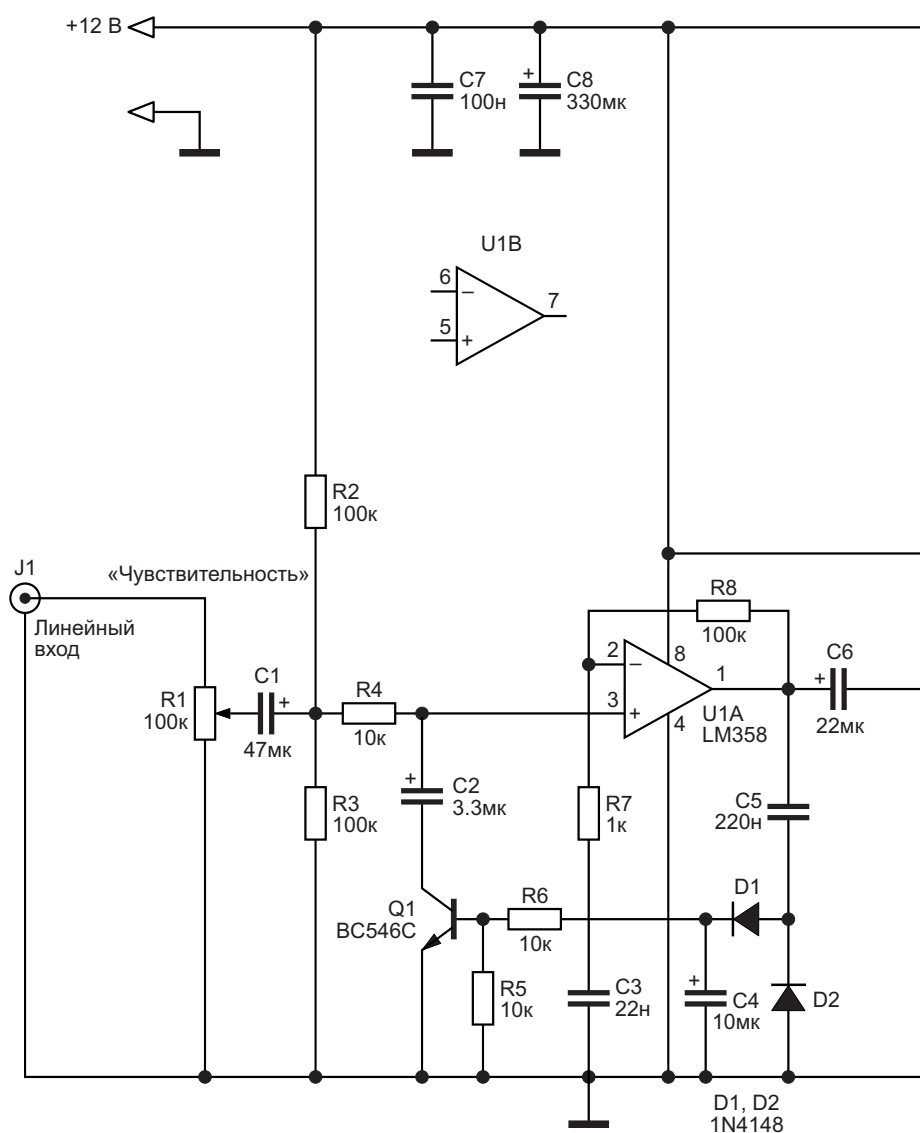 +12 В
C7
100н
+
C8
330мк
U1B
6
–
7
5
+
R2
100к
J1
«Чувствительность»
Линейный
вход
R8
100к
R1
100к
C1
+
47мк
R4
10к
2
–
8
3
+
4
1
U1A
LM358
C6
+
22мк
R3
100к
+
C2
3.3мк
R7
1к
C5
220н
Q1
BC546C
R6
10к
D1
R5
10к
C3
22н
+
C4
10мк
D2
D1, D2
1N4148